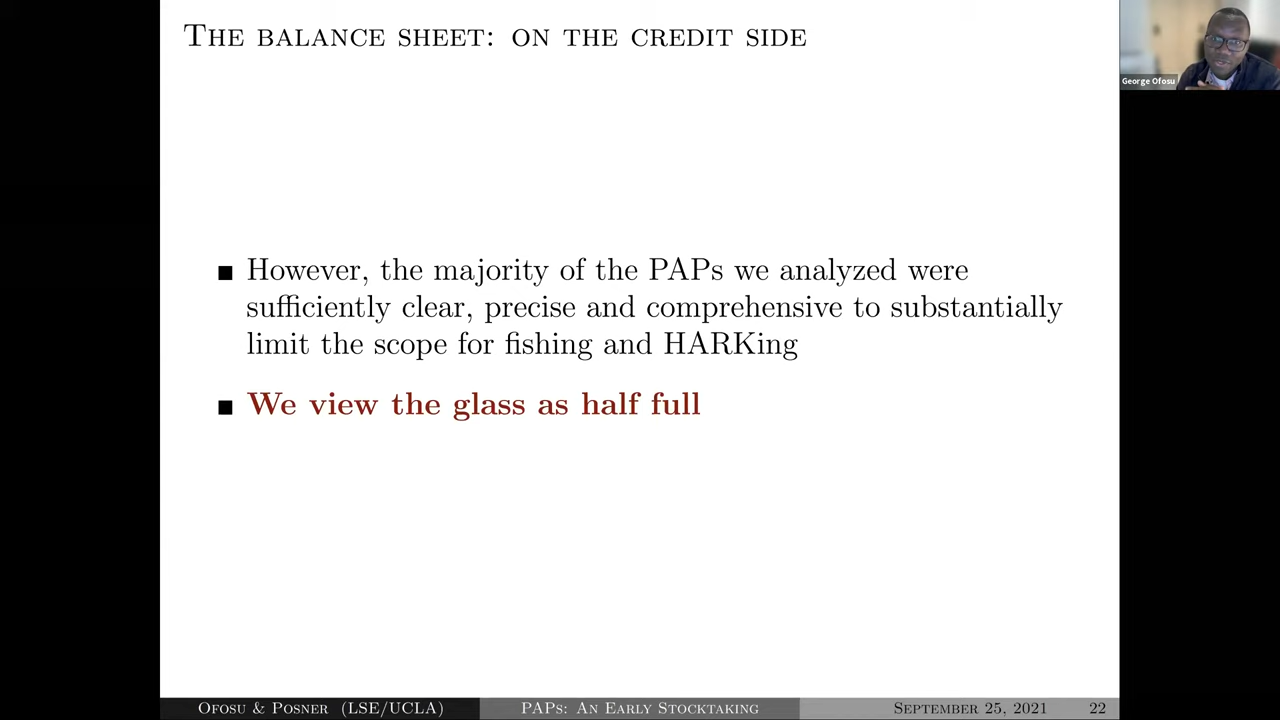 The balance sheet: on the credit side
George Ofosu
■ However, the majority of the PAPs we analyzed were
sufficiently clear, precise and comprehensive to substantially
limit the scope for fishing and HARKing
■ We view the glass as half full
Ofosu & Posner (LSE/UCLA) PAPs: An Early Stocktaking September 25, 2021 22